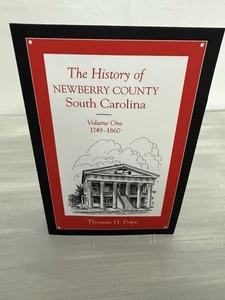 The History of
NEWBERRY COUNTY
South Carolina
Volume One
1749-1860
Thomas H. Pope